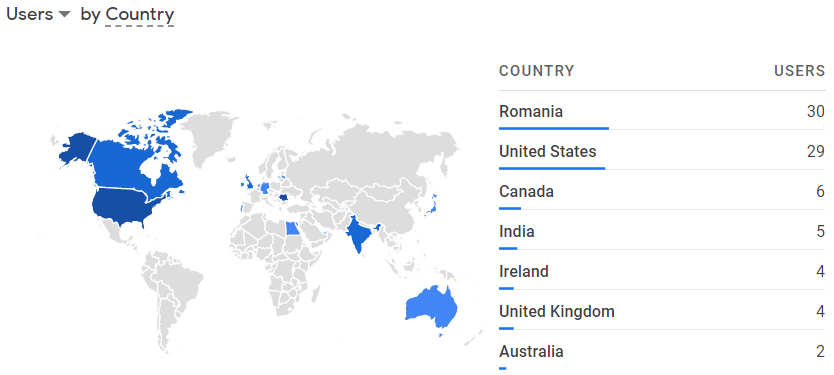 Users by Country
COUNTRY USERS
Romania 30
United States 29
Canada 6
India 5
Ireland 4
United Kingdom 4
Australia 2